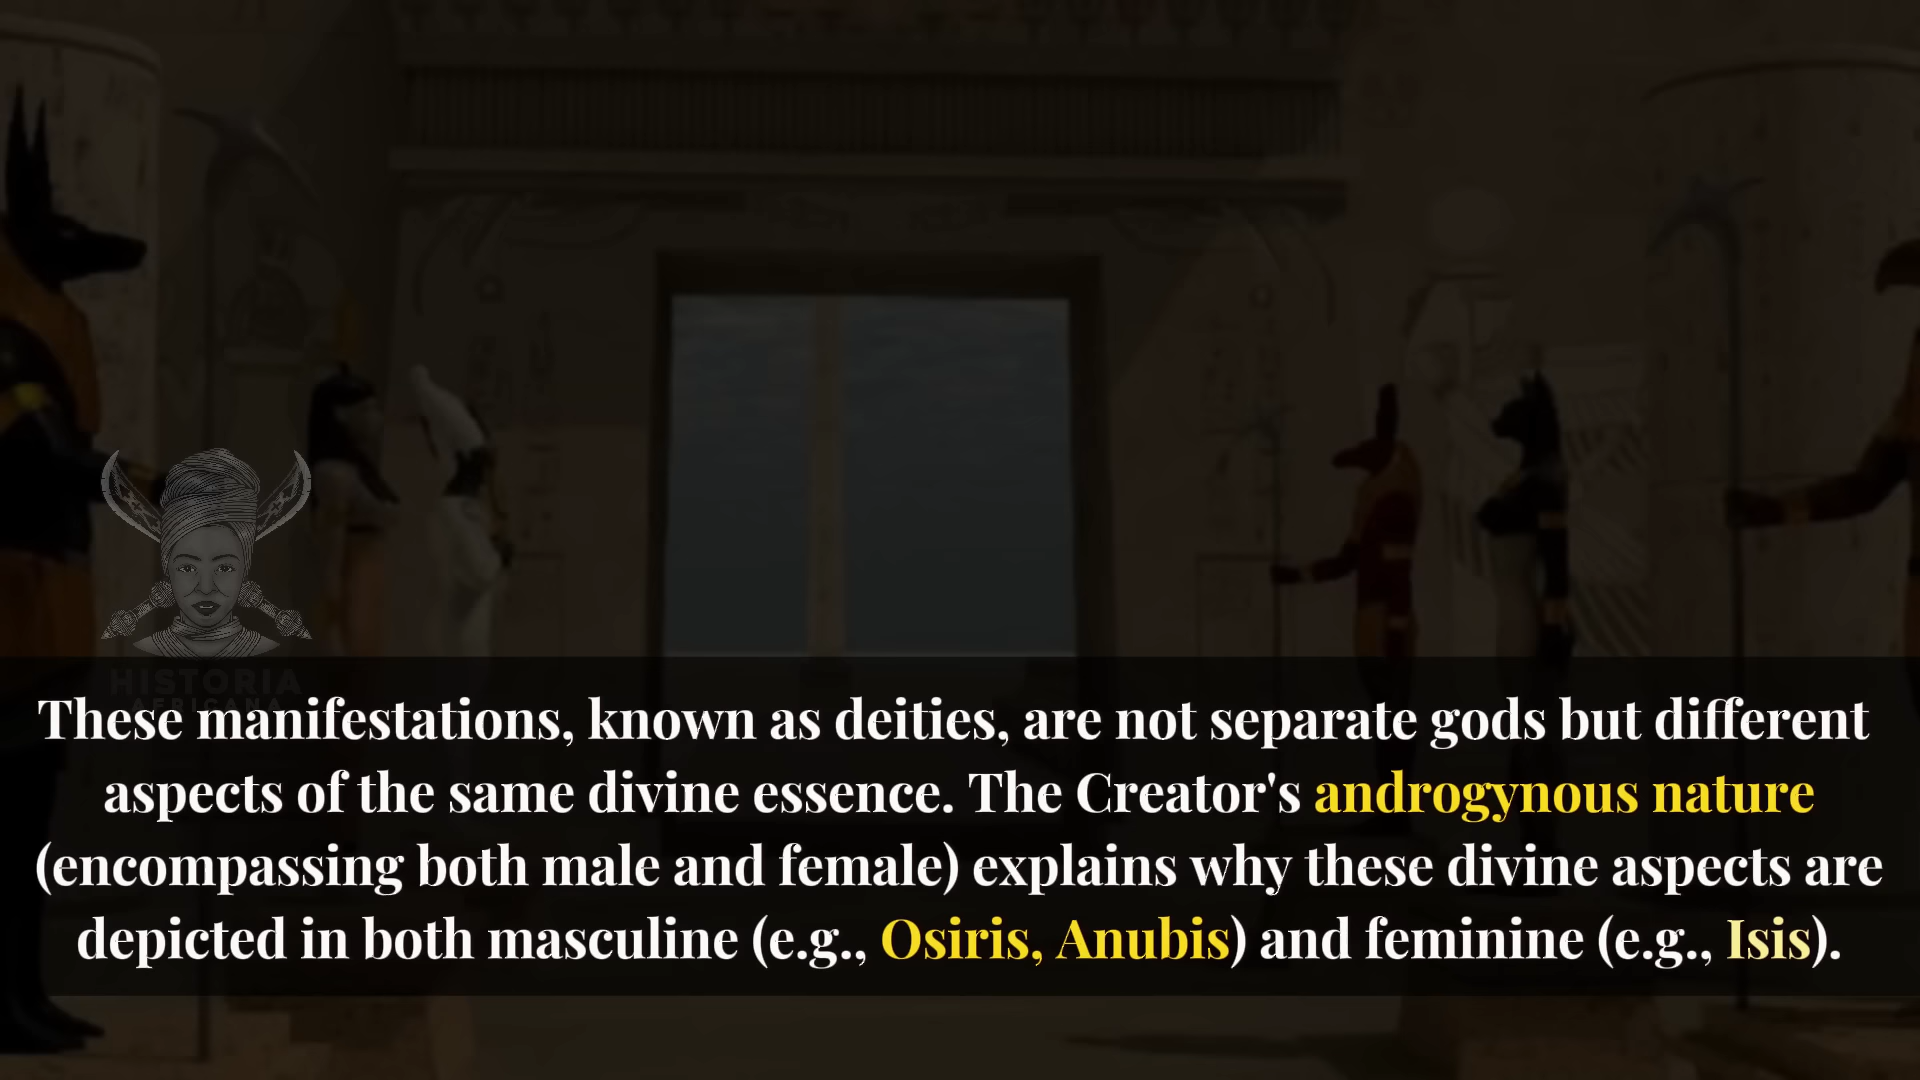 HISTORIA
AFRICANA
These manifestations, known as deities, are not separate gods but different
aspects of the same divine essence. The Creator's androgynous nature
(encompassing both male and female) explains why these divine aspects are
depicted in both masculine (e.g., Osiris, Anubis) and feminine (e.g., Isis).